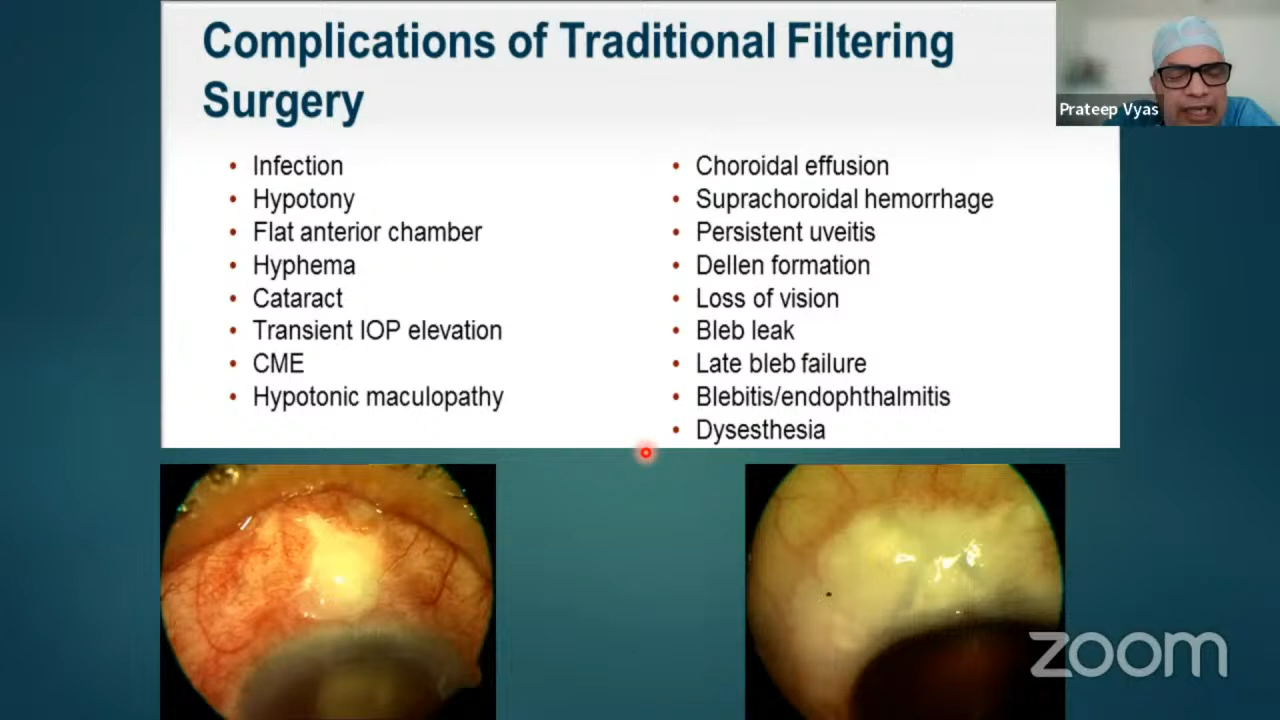 Complications of Traditional Filtering
Surgery
Prateep Vyas
• Infection
• Hypotony
• Flat anterior chamber
• Hyphema
• Cataract
• Transient IOP elevation
• CME
• Hypotonic maculopathy
• Choroidal effusion
• Suprachoroidal hemorrhage
• Persistent uveitis
• Dellen formation
• Loss of vision
• Bleb leak
• Late bleb failure
• Blebitis/endophthalmitis
• Dysesthesia
zoom